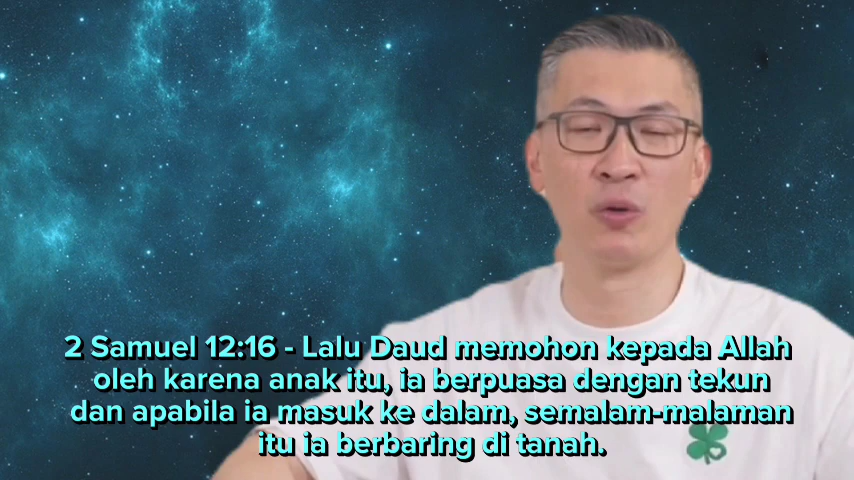 2 Samuel 12:16 - Lalu Daud memohon kepada Allah
oleh karena anak itu, ia berpuasa dengan tekun
dan apabila ia masuk ke dalam, semalam-malaman
itu ia berbaring di tanah.